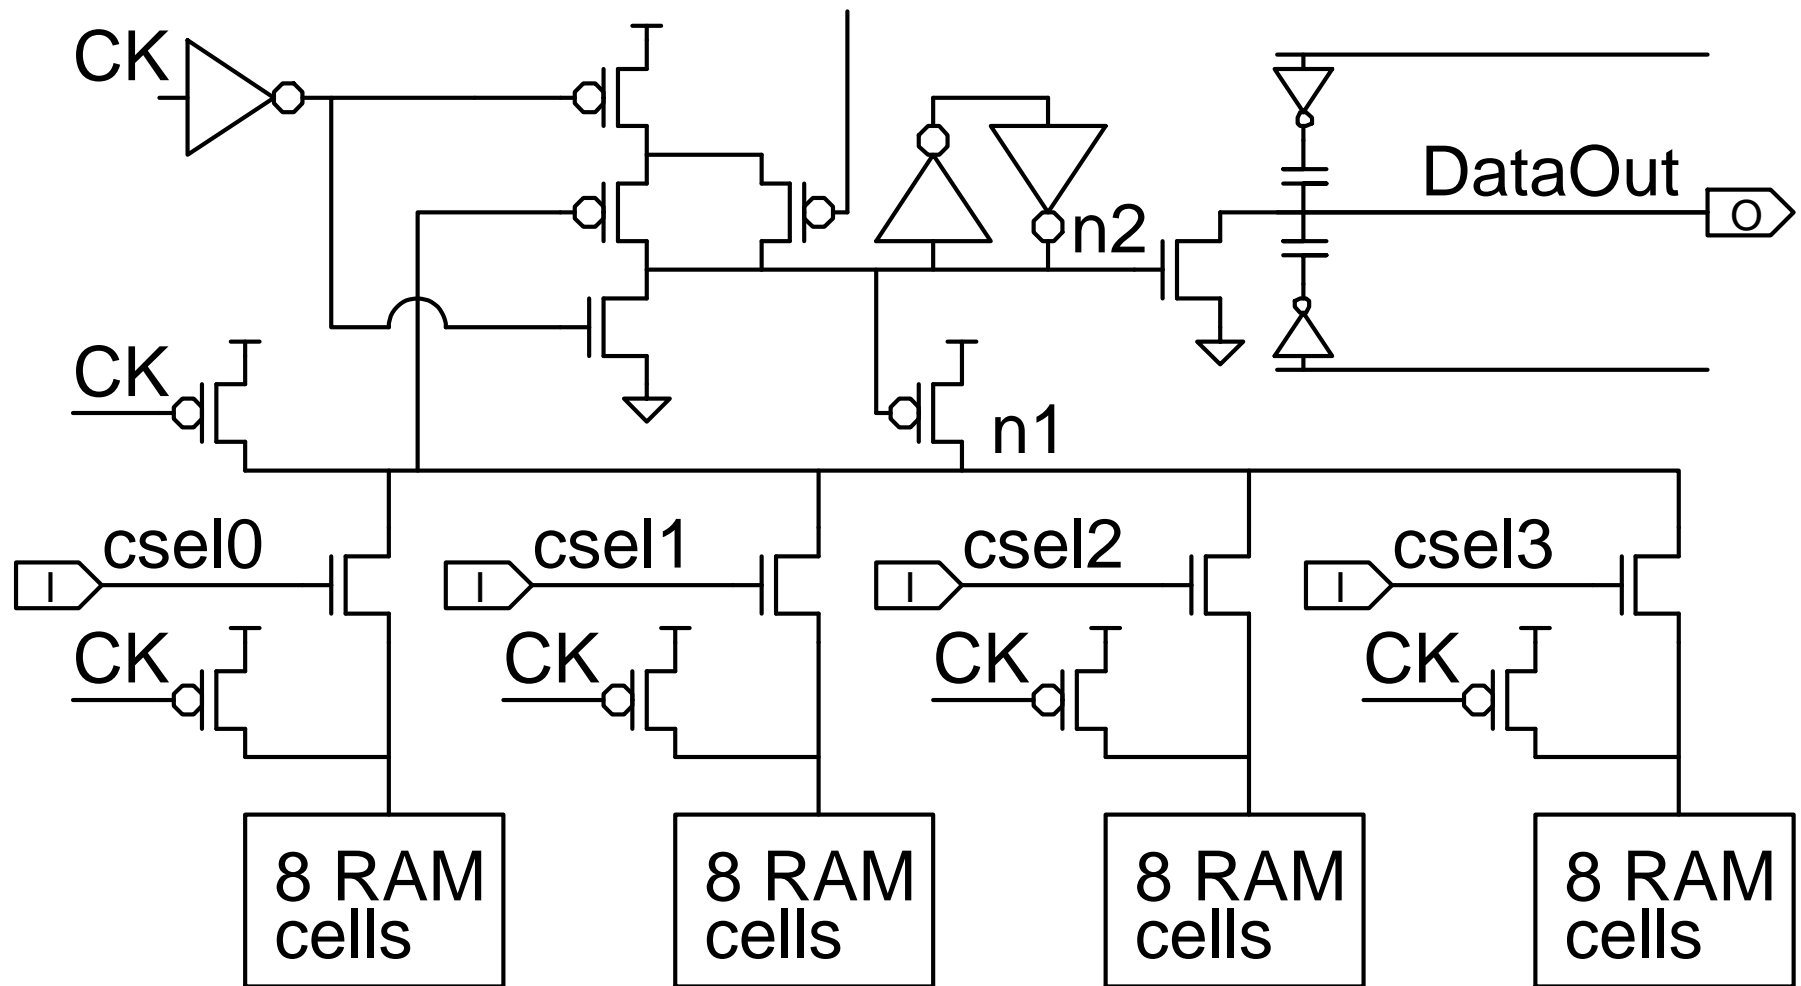 CK
DataOut
O
n2
CK
n1
csel0
csel1
csel2
csel3
I
I
I
I
CK
CK
CK
CK
8 RAM
cells
8 RAM
cells
8 RAM
cells
8 RAM
cells